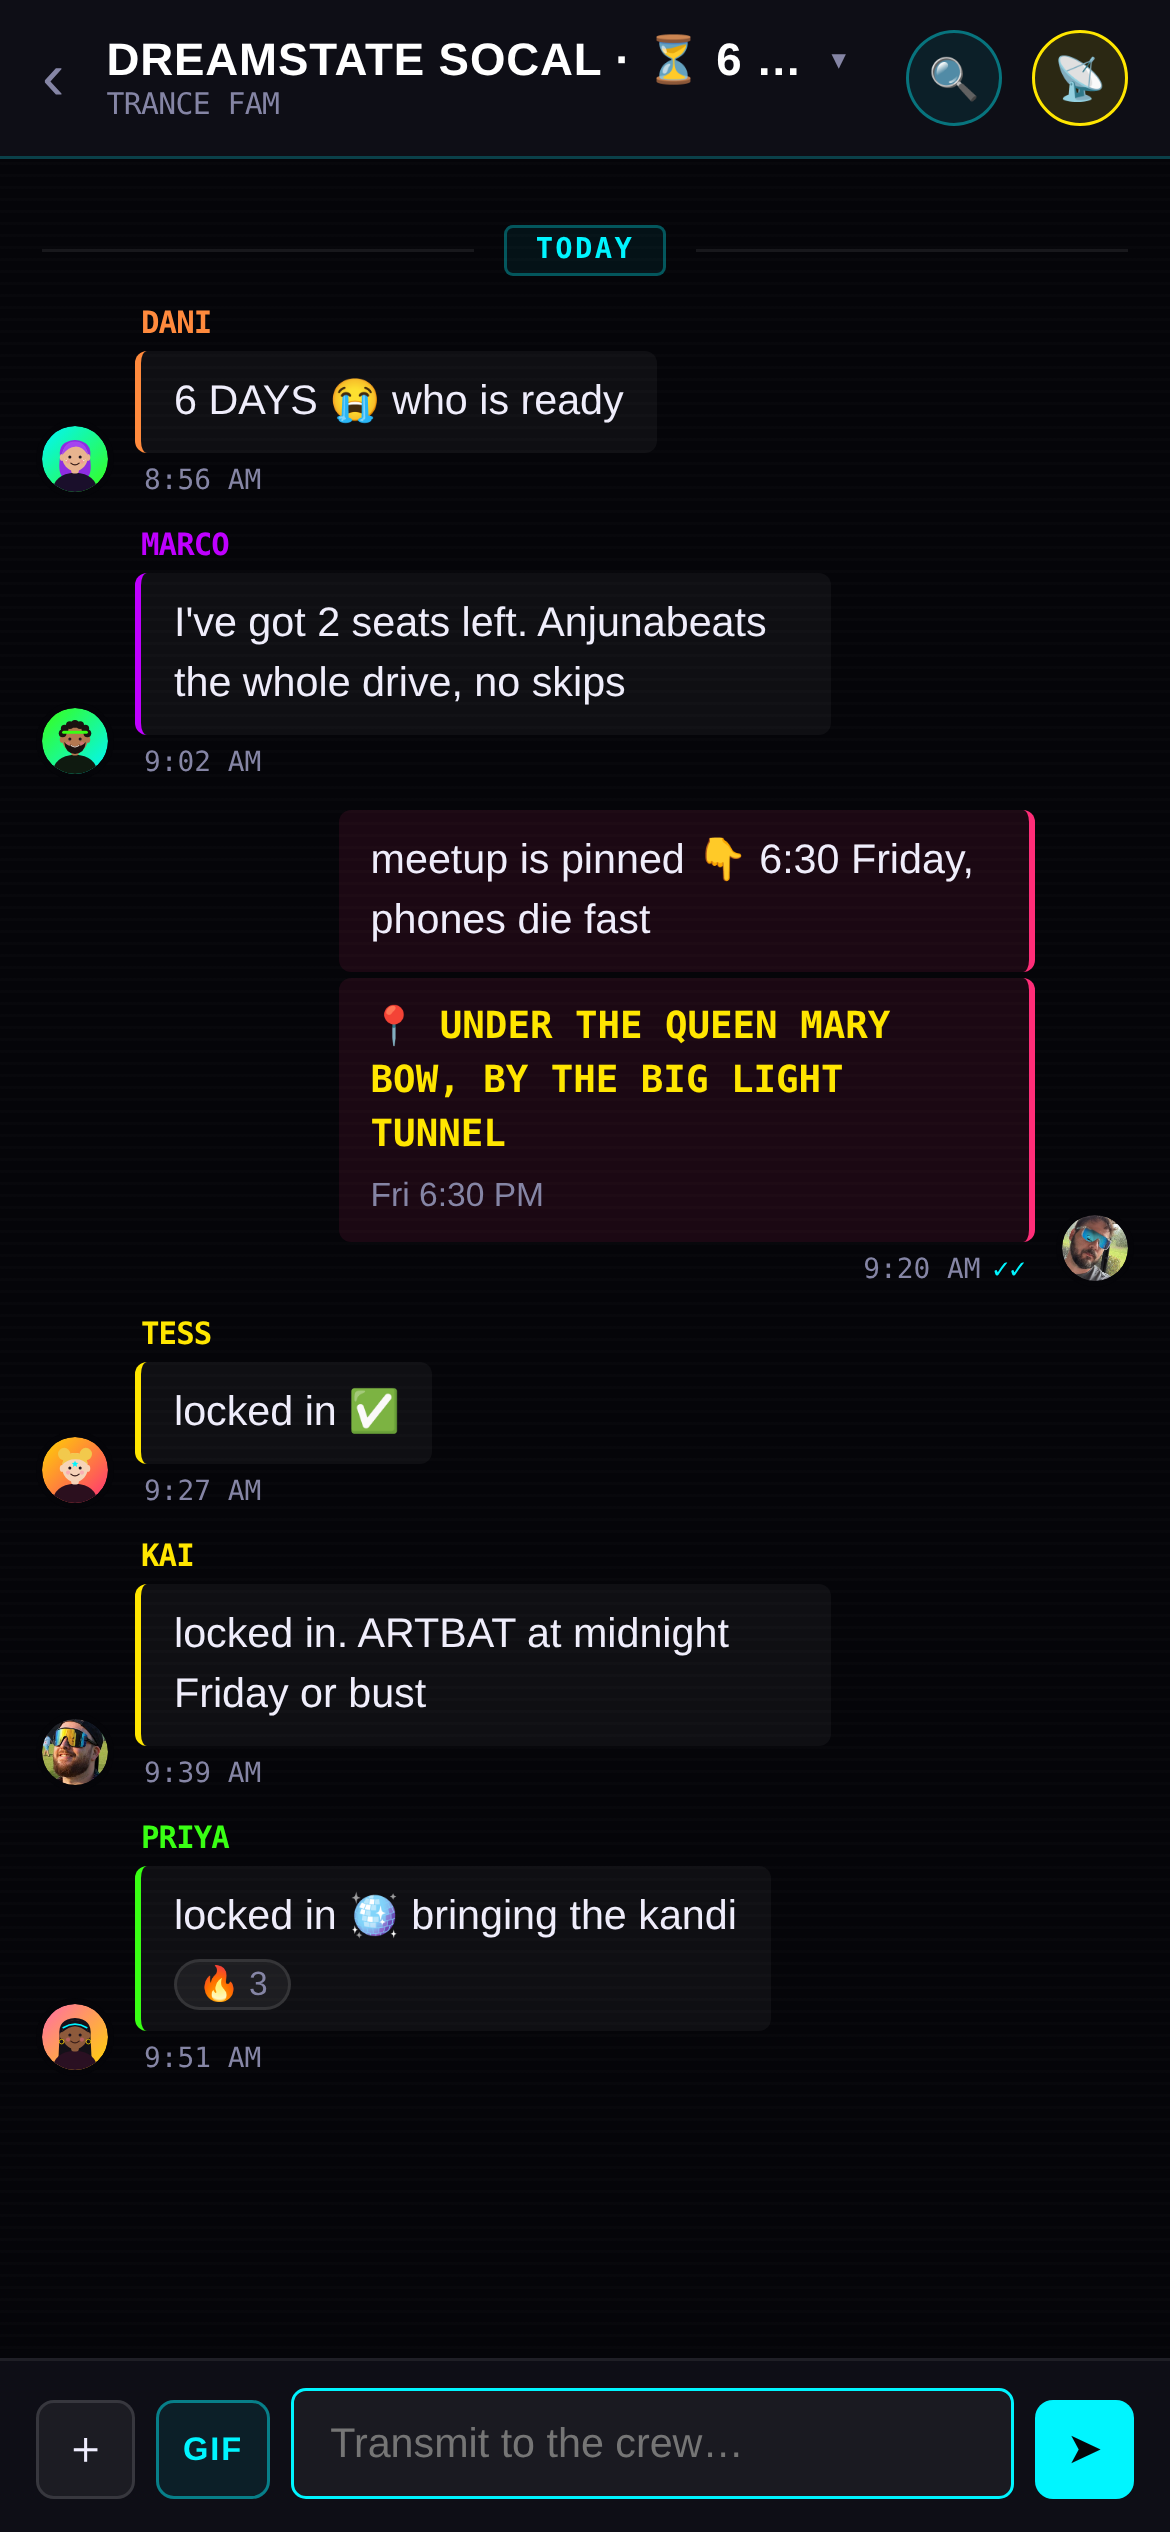 DREAMSTATE SOCAL · ⏳ 6 ...
TRANCE FAM
TODAY
DANI
6 DAYS 😭 who is ready
8:56 AM
MARCO
I've got 2 seats left. Anjunabeats
the whole drive, no skips
9:02 AM
meetup is pinned 👇 6:30 Friday,
phones die fast
📍 UNDER THE QUEEN MARY
BOW, BY THE BIG LIGHT
TUNNEL
Fri 6:30 PM
9:20 AM ✓✓
TESS
locked in ✅
9:27 AM
KAI
locked in. ARTBAT at midnight
Friday or bust
9:39 AM
PRIYA
locked in 🪩 bringing the kandi
🔥 3
9:51 AM
+ GIF Transmit to the crew…